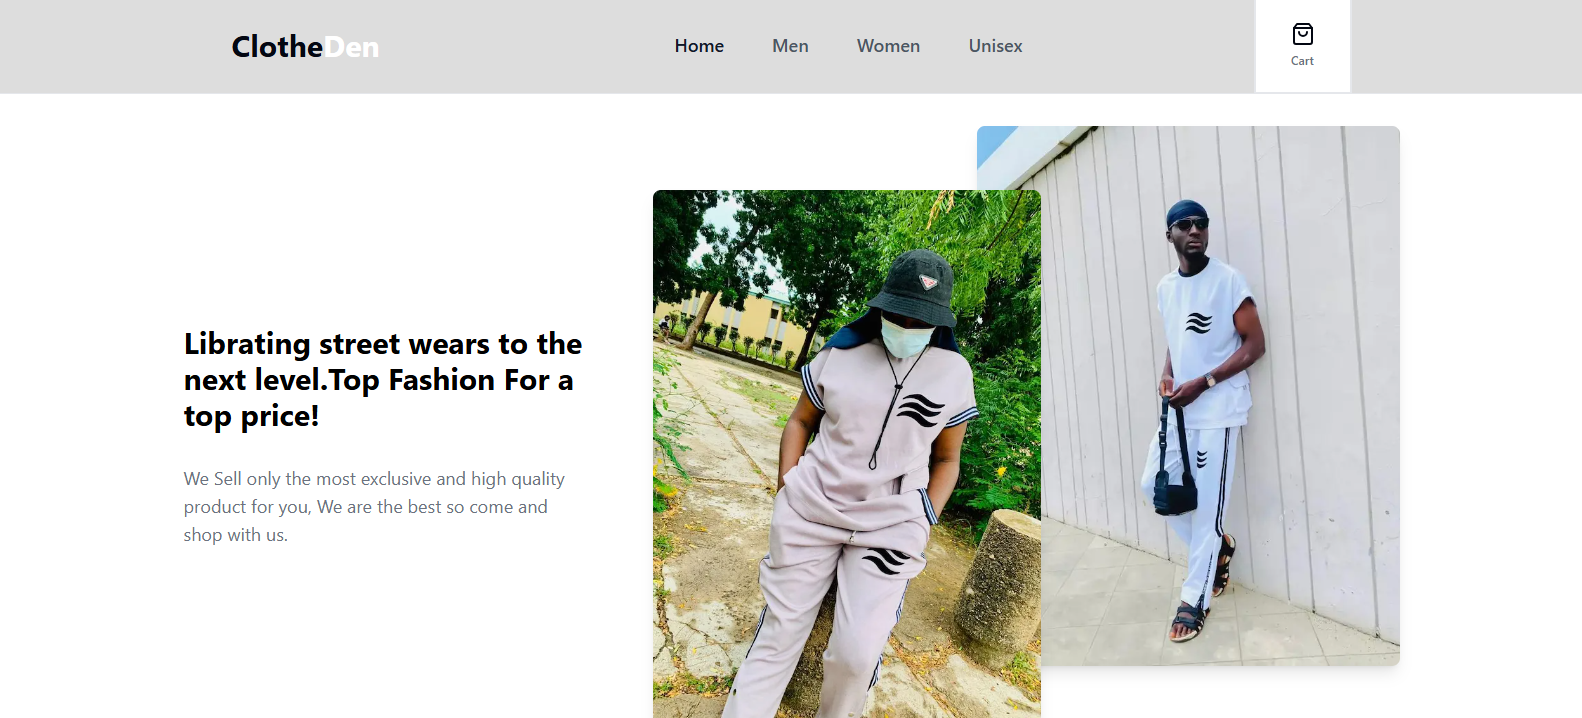 ClotheDen
Home
Men
Women
Unisex
Cart
Librating street wears to the
next level.Top Fashion For a
top price!
We Sell only the most exclusive and high quality
product for you, We are the best so come and
shop with us.